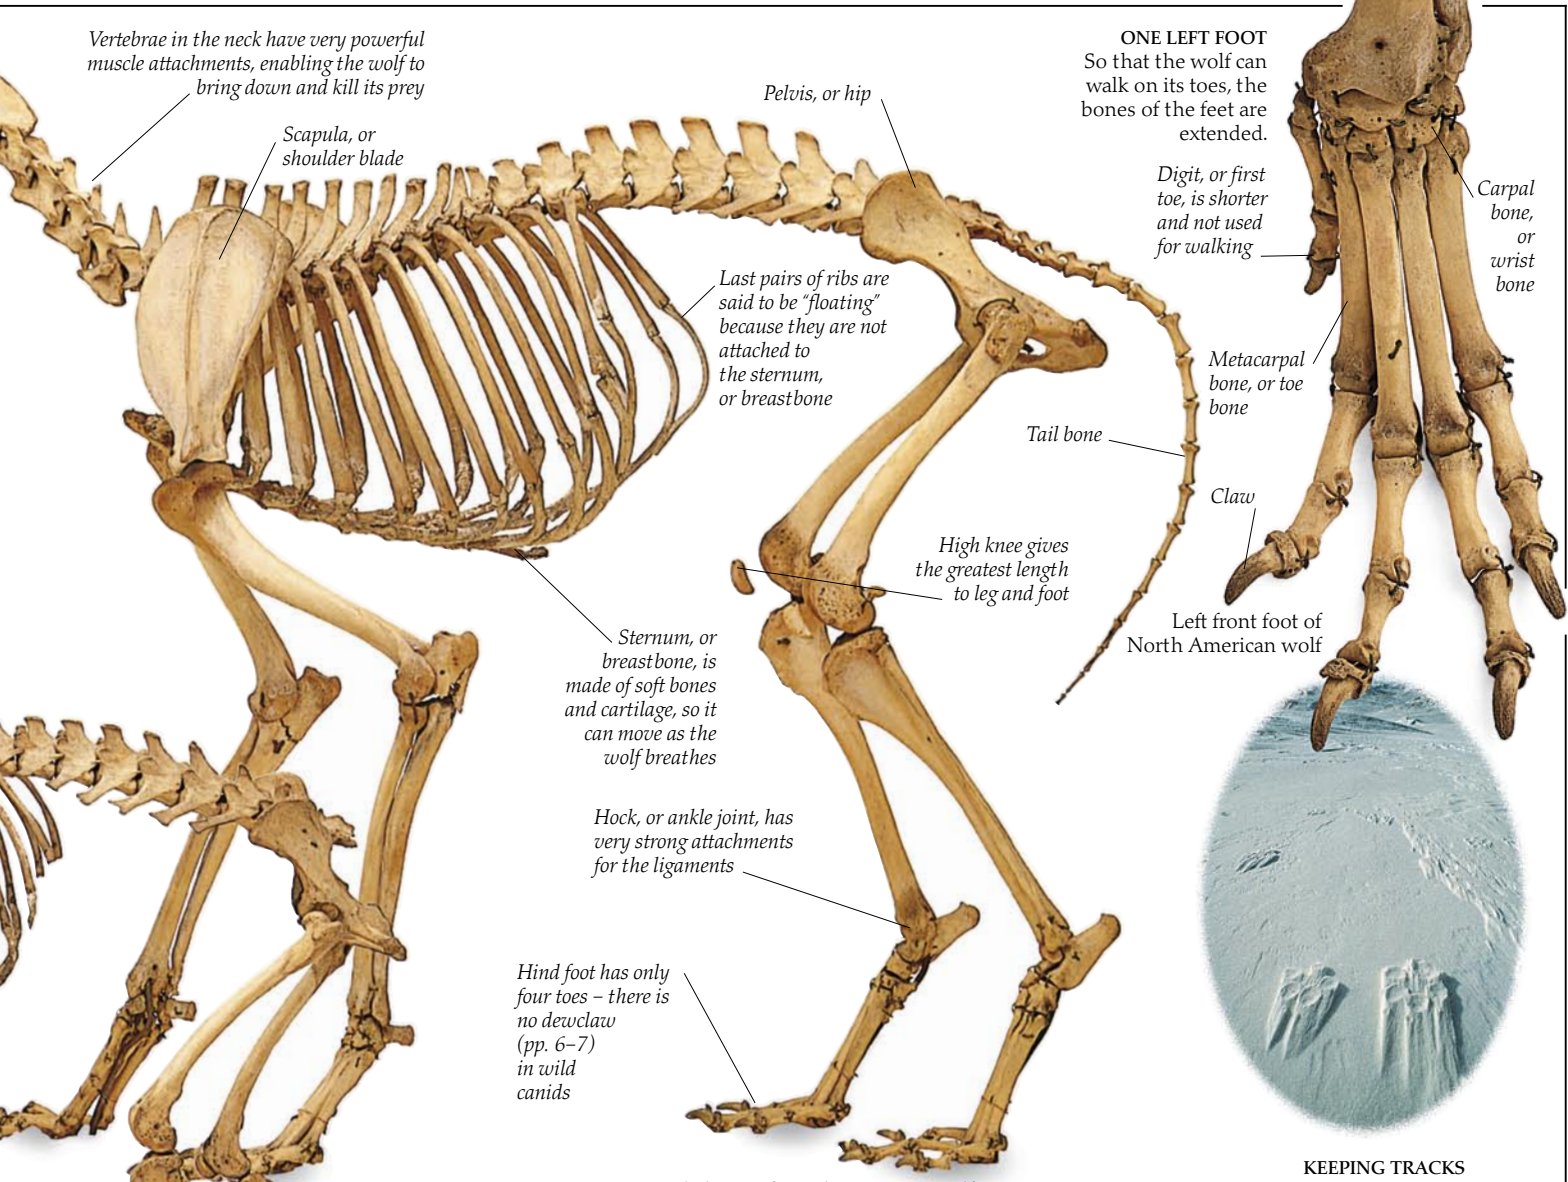 Vertebrae in the neck have very powerful
muscle attachments, enabling the wolf to
bring down and kill its prey
Scapula, or
shoulder blade
Pelvis, or hip
ONE LEFT FOOT
So that the wolf can
walk on its toes, the
bones of the feet are
extended.
Digit, or first
toe, is shorter
and not used
for walking
Carpal
bone,
or
wrist
bone
Last pairs of ribs are
said to be “floating”
because they are not
attached to
the sternum,
or breastbone
Metacarpal
bone, or toe
bone
Tail bone
Claw
High knee gives
the greatest length
to leg and foot
Left front foot of
North American wolf
Sternum, or
breastbone, is
made of soft bones
and cartilage, so it
can move as the
wolf breathes
Hock, or ankle joint, has
very strong attachments
for the ligaments
Hind foot has only
four toes – there is
no dewclaw
(pp. 6–7)
in wild
canids
KEEPING TRACKS